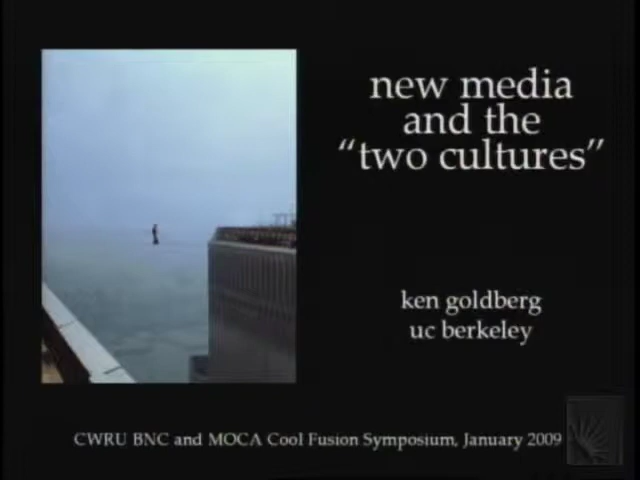 new media
and the
“two cultures”
ken goldberg
uc berkeley
CWRU BNC and MOCA Cool Fusion Symposium, January 2009